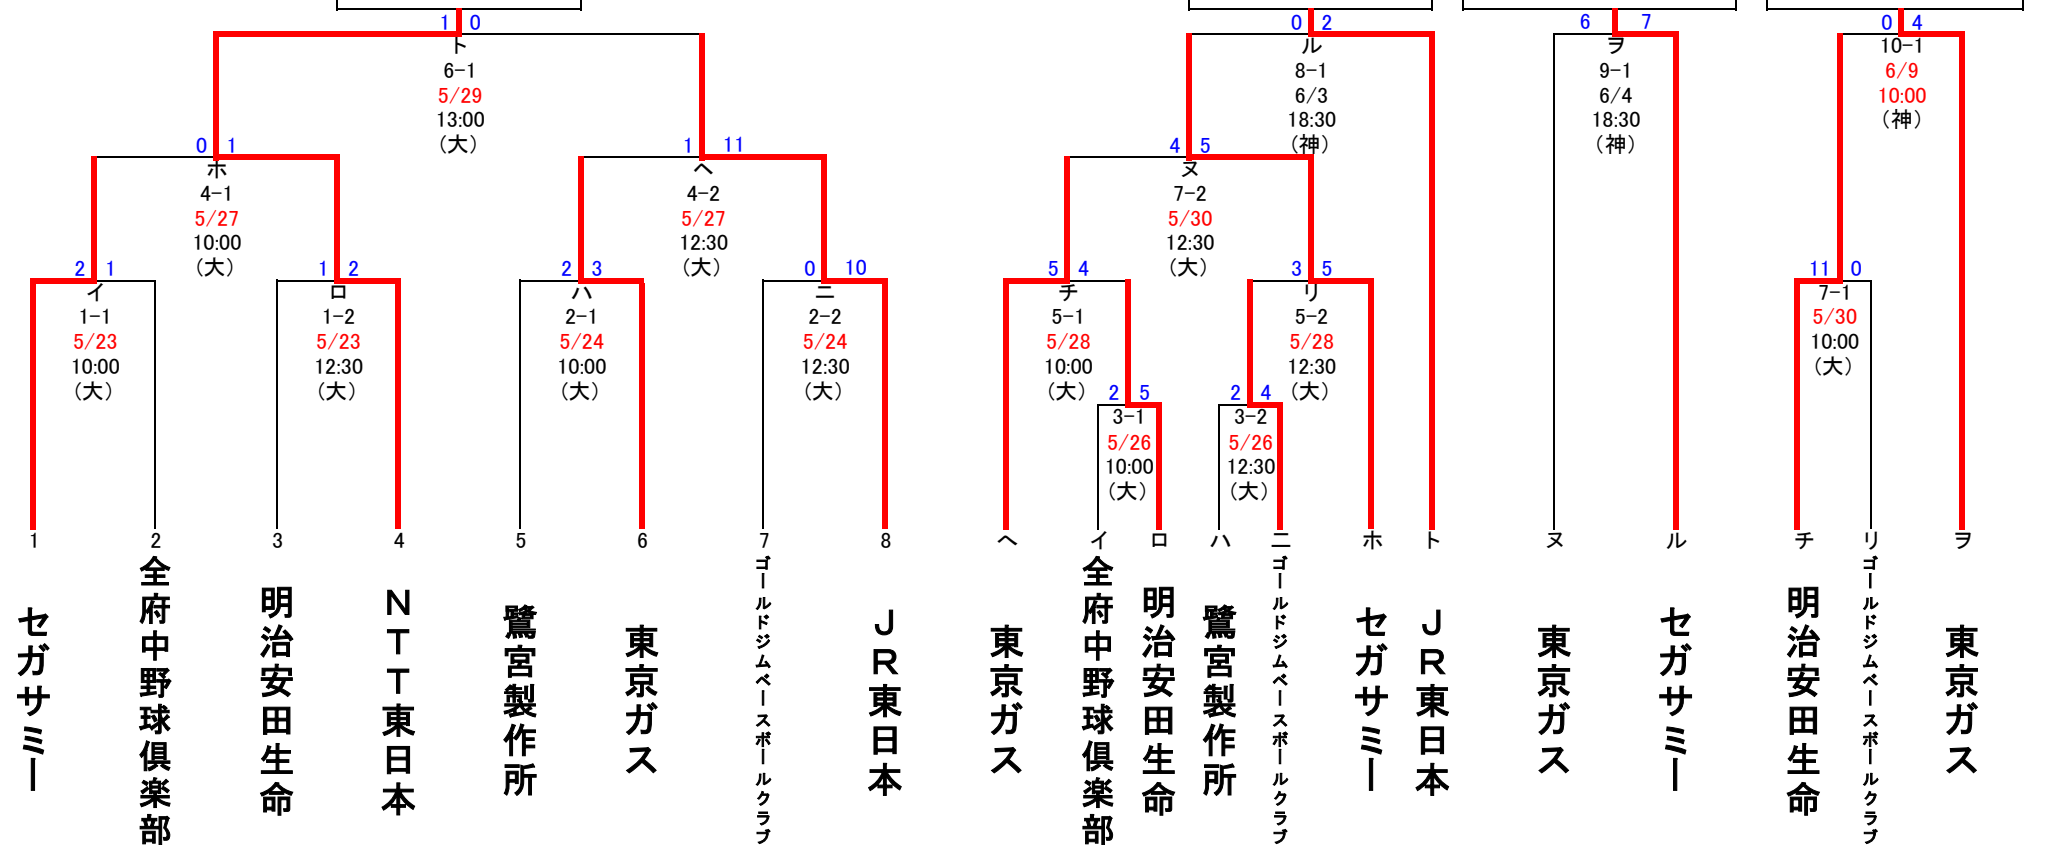 1 0
ト
6-1
5/29
13:00
(大)
0 2
ル
8-1
6/3
18:30
(神)
6 7
ヲ
9-1
6/4
18:30
(神)
0 4
10-1
6/9
10:00
(神)
0 1
ホ
4-1
5/27
10:00
(大)
1 11
ヘ
4-2
5/27
12:30
(大)
4 5
ヌ
7-2
5/30
12:30
(大)
2 1
イ
1-1
5/23
10:00
(大)
1 2
ロ
1-2
5/23
12:30
(大)
2 3
ハ
2-1
5/24
10:00
(大)
0 10
ニ
2-2
5/24
12:30
(大)
5 4
チ
5-1
5/28
10:00
(大)
3 5
リ
5-2
5/28
12:30
(大)
11 0
7-1
5/30
10:00
(大)
2 5
3-1
5/26
10:00
(大)
2 4
3-2
5/26
12:30
(大)
1 2 3 4 5 6 7 8 ヘ イ ロ ハ ニ ホ ト ヌ ル チ リ ヲ
セガサミー
全府中野球倶楽部
明治安田生命
NTT東日本
鷺宮製作所
東京ガス
ゴールドジムベースボールクラブ
JR東日本
東京ガス
全府中野球倶楽部
明治安田生命
鷺宮製作所
ゴールドジムベースボールクラブ
セガサミー
JR東日本
東京ガス
セガサミー
明治安田生命
ゴールドジムベースボールクラブ
東京ガス